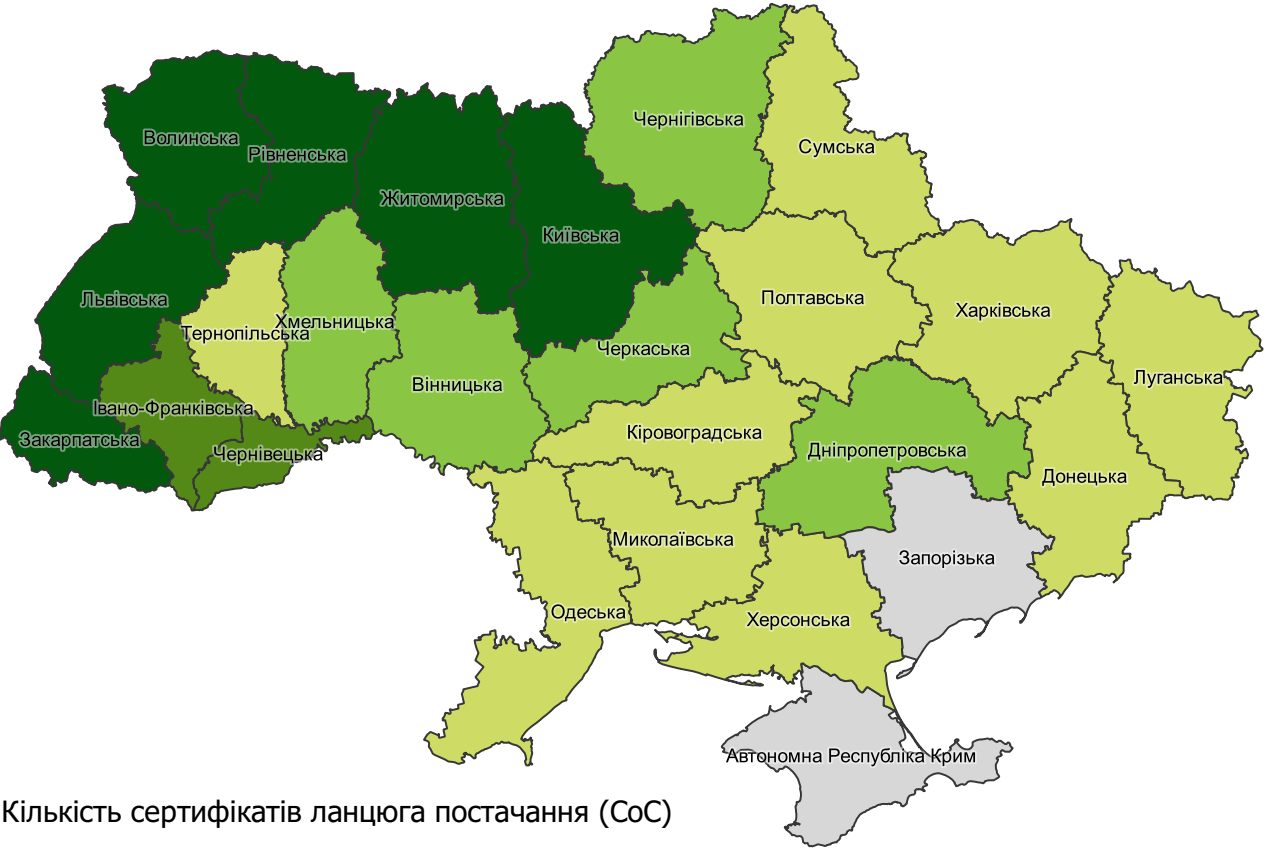 Чернігівська
Волинська
Сумська
Рівненська
Житомирська
Київська
Львівська
Полтавська
Харківська
Хмельницька
Тернопільська
Черкаська
Луганська
Вінницька
Івано-Франківська
Кіровоградська
Закарпатська
Чернівецька
Дніпропетровська
Донецька
Миколаївська
Запорізька
Одеська
Херсонська
Автономна Республіка Крим
Кількість сертифікатів ланцюга постачання (CoC)